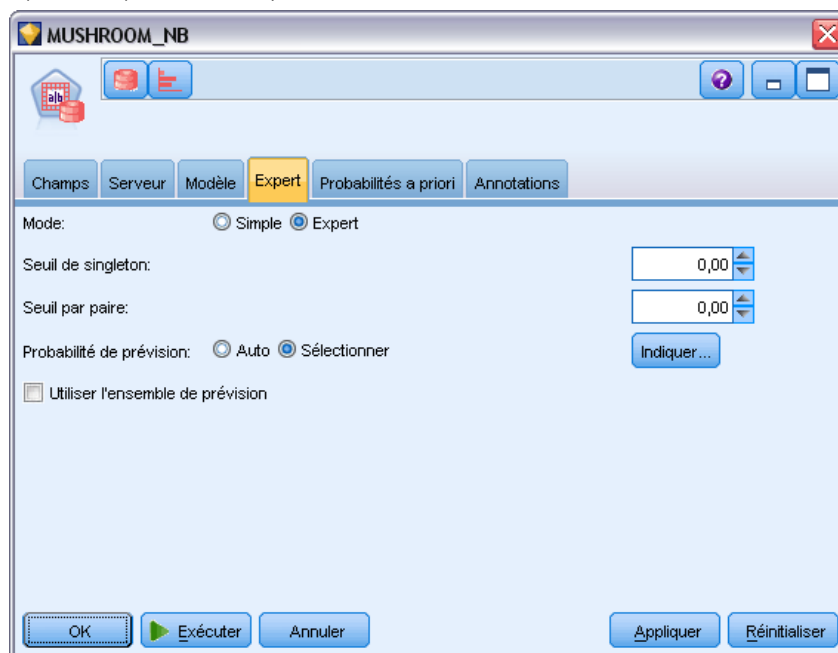 MUSHROOM_NB
a|b
?
Champs Serveur Modèle Expert Probabilités a priori Annotations
Mode: Simple Expert
Seuil de singleton: 0,00
Seuil par paire: 0,00
Probabilité de prévision: Auto Sélectionner Indiquer...
Utiliser l'ensemble de prévision
OK Exécuter Annuler Appliquer Réinitialiser